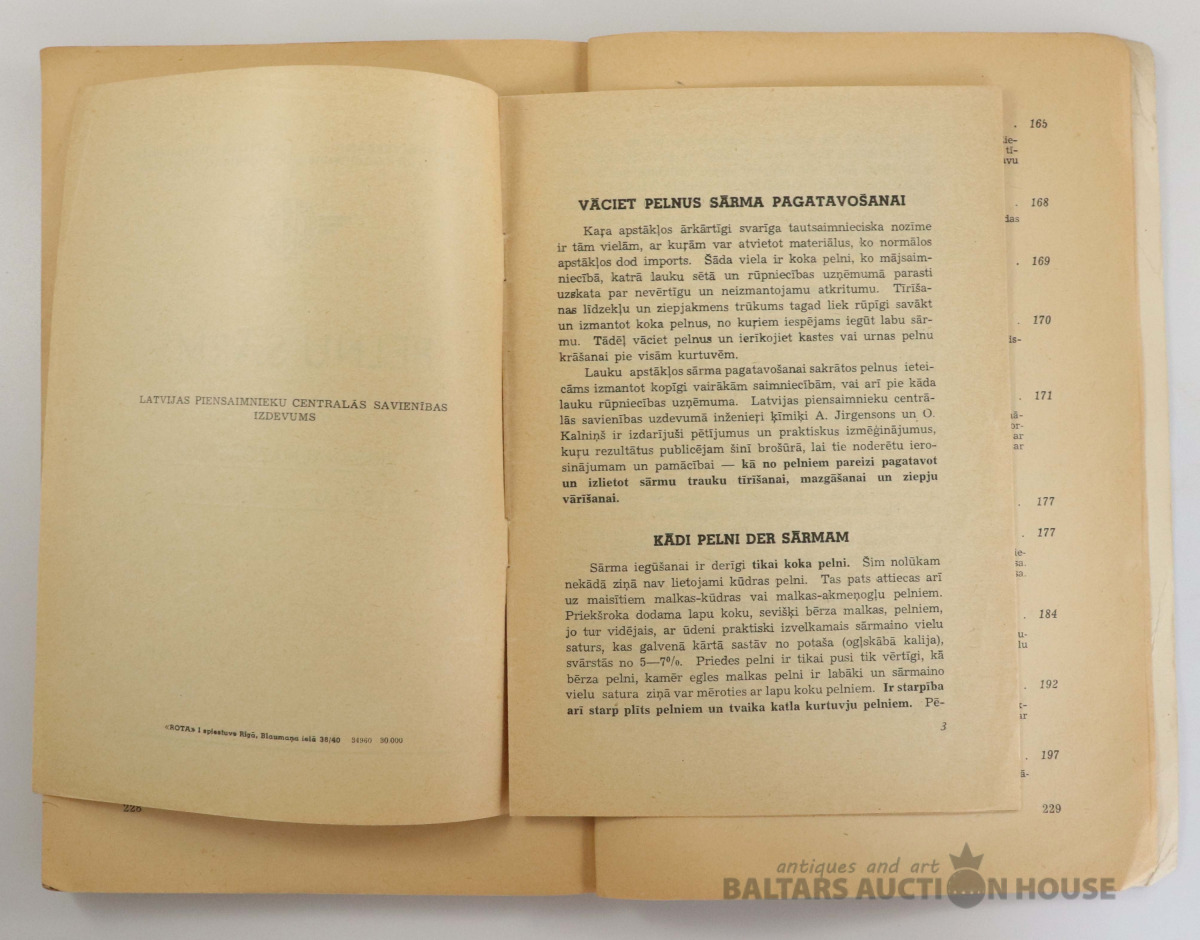 LATVIJAS PIENSAIMNIEKU CENTRALĀS SAVIENĪBAS
IZDEVUMS
«ROTA» I spiestuve Rīgā, Blaumaņa ielā 38/40 54960 30.000
228
VĀCIET PELNUS SĀRMA PAGATAVOŠANAI
Kaŗa apstākļos ārkārtīgi svarīga tautsaimnieciska nozīme
ir tām vielām, ar kuŗām var atvietot materiālus, ko normālos
apstākļos dod imports. Šāda viela ir koka pelni, ko mājsaim-
niecībā, katrā lauku sētā un rūpniecības uzņēmumā parasti
uzskata par nevērtīgu un neizmantojamu atkritumu. Tīrīša-
nas līdzekļu un ziepjakmens trūkums tagad liek rūpīgi savākt
un izmantot koka pelnus, no kuŗiem iespējams iegūt labu sār-
mu. Tādēļ vāciet pelnus un ierīkojiet kastes vai urnas pelnu
krāšanai pie visām kurtuvēm.
Lauku apstākļos sārma pagatavošanai sakrātos pelnus ietei-
cāms izmantot kopīgi vairākām saimniecībām, vai arī pie kāda
lauku rūpniecības uzņēmuma. Latvijas piensaimnieku centrā-
lās savienības uzdevumā inženieŗi ķīmiķi A. Jirgensons un O.
Kalniņš ir izdarījuši pētījumus un praktiskus izmēģinājumus,
kuŗu rezultātus publicējam šinī brošūrā, lai tie noderētu iero-
sinājumam un pamācībai — kā no pelniem pareizi pagatavot
un izlietot sārmu trauku tīrīšanai, mazgāšanai un ziepju
vārīšanai.
KĀDI PELNI DER SĀRMAM
Sārma iegūšanai ir derīgi tikai koka pelni. Šim nolūkam
nekādā ziņā nav lietojami kūdras pelni. Tas pats attiecas arī
uz maisītiem malkas-kūdras vai malkas-akmeņogļu pelniem.
Priekšroka dodama lapu koku, sevišķi bērza malkas, pelniem,
jo tur vidējais, ar ūdeni praktiski izvelkamais sārmaino vielu
saturs, kas galvenā kārtā sastāv no potaša (ogļskābā kalija),
svārstās no 5—7%. Priedes pelni ir tikai pusi tik vērtīgi, kā
bērza pelni, kamēr egles malkas pelni ir labāki un sārmaino
vielu satura ziņā var mēroties ar lapu koku pelniem. Ir starpība
arī starp plīts pelniem un tvaika katla kurtuvju pelniem. Pē-
3
. 165
. 168
. 169
. 170
. 171
. 177
. 177
. 184
. 192
. 197
229
antiques and art
BALTARS AUCTION HOUSE